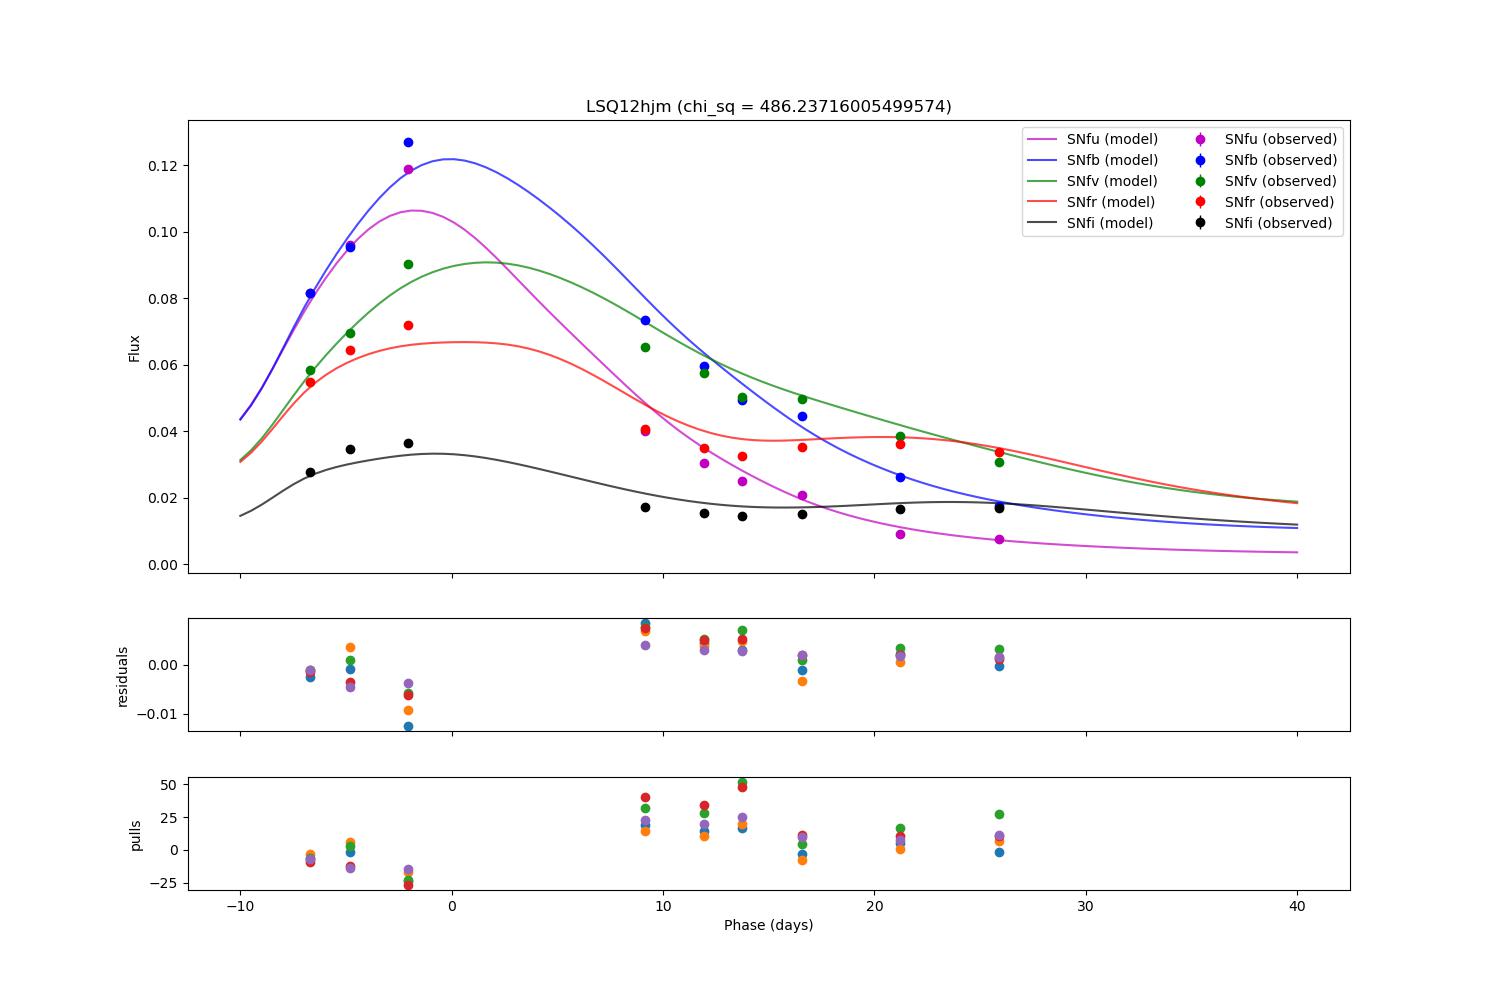 LSQ12hjm (chi_sq = 486.23716005499574)
SNfu (model)
SNfb (model)
SNfv (model)
SNfr (model)
SNfi (model)
SNfu (observed)
SNfb (observed)
SNfv (observed)
SNfr (observed)
SNfi (observed)
Flux
0.12
0.10
0.08
0.06
0.04
0.02
0.00
residuals
0.00
−0.01
pulls
50
25
0
−25
−10
0
10
20
30
40
Phase (days)